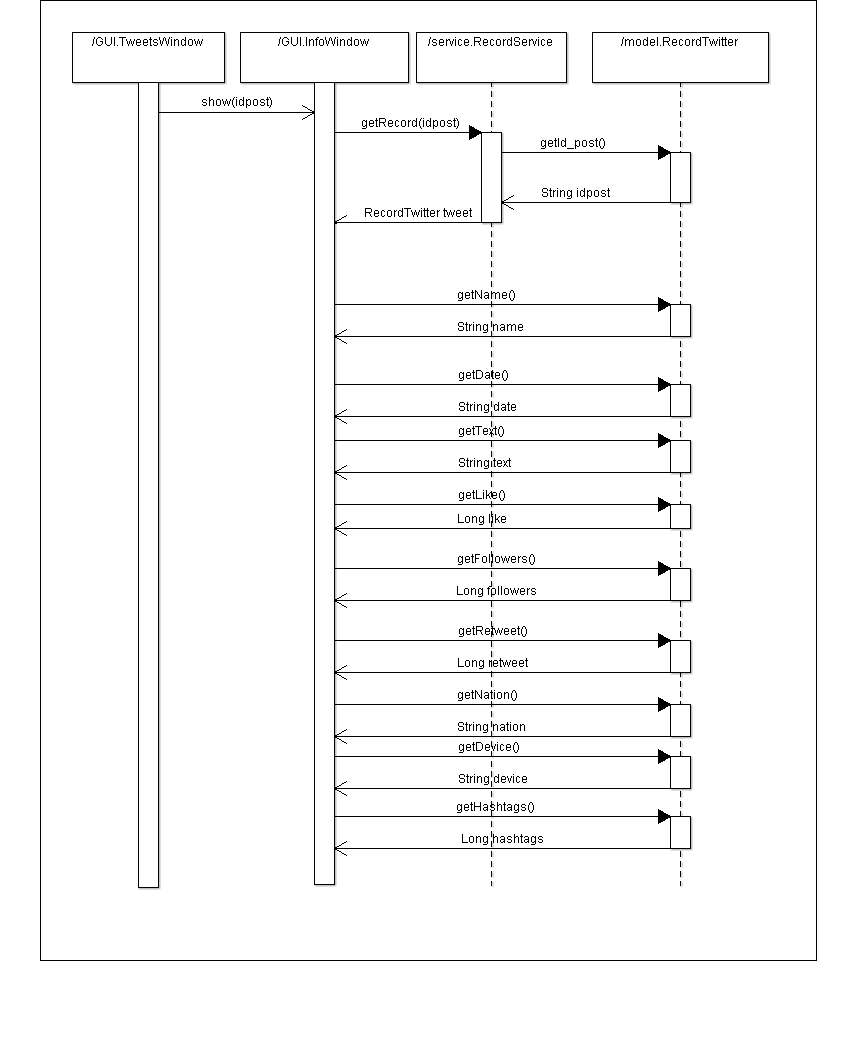 /GUI.TweetsWindow
/GUI.InfoWindow
/service.RecordService
/model.RecordTwitter
show(idpost)
getRecord(idpost)
getId_post()
String idpost
RecordTwitter tweet
getName()
String name
getDate()
String date
getText()
String text
getLike()
Long like
getFollowers()
Long followers
getRetweet()
Long retweet
getNation()
String nation
getDevice()
String device
getHashtags()
Long hashtags